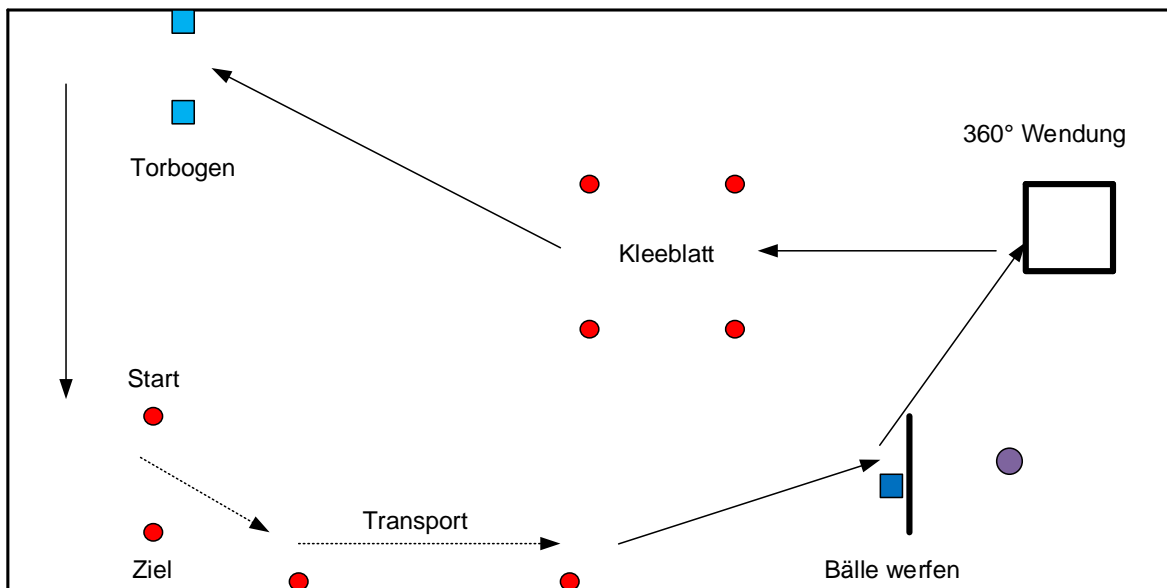 360° Wendung
Torbogen
Kleeblatt
Start
Transport
Ziel
Bälle werfen